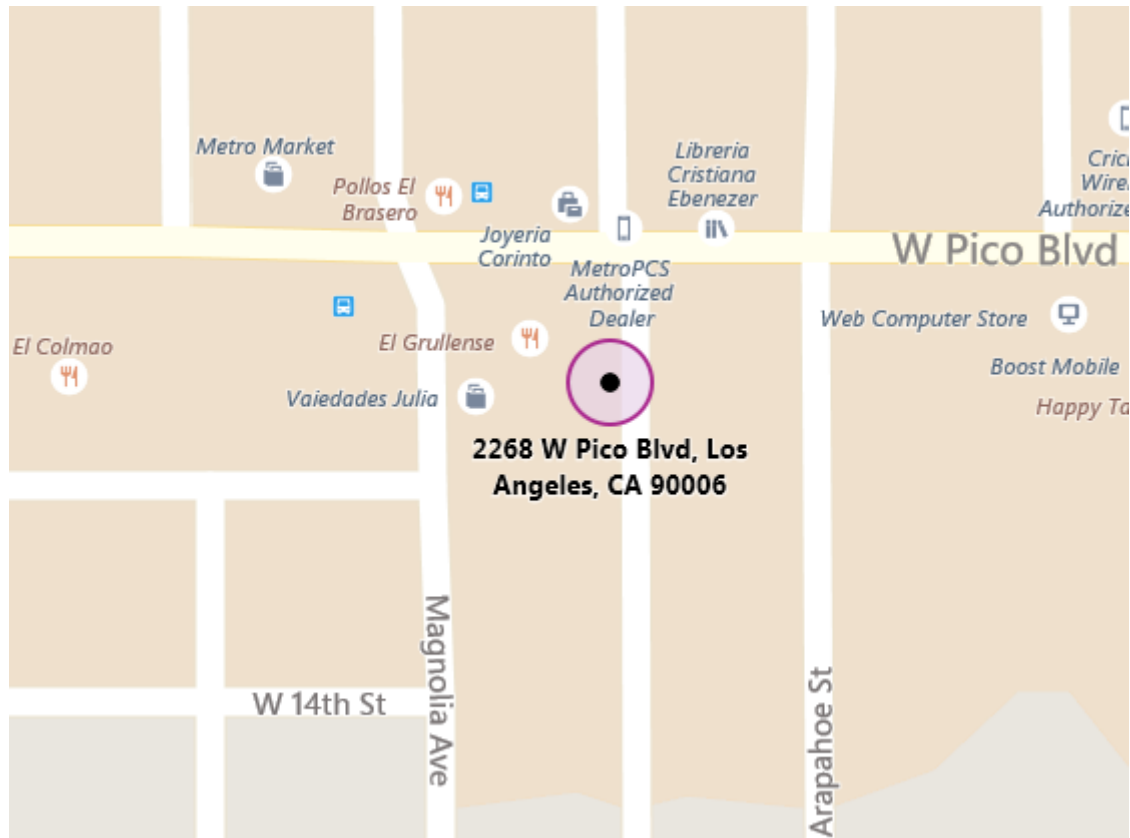 Metro Market
Pollos El
Brasero
Libreria
Cristiana
Ebenezer
Joyeria
Corinto
MetroPCS
Authorized
Dealer
Cric
Wire
Authorize
W Pico Blvd
El Colmao
El Grullense
Vaiedades Julia
Web Computer Store
Boost Mobile
Happy Ta
2268 W Pico Blvd, Los
Angeles, CA 90006
W 14th St
Magnolia Ave
Arapahoe St